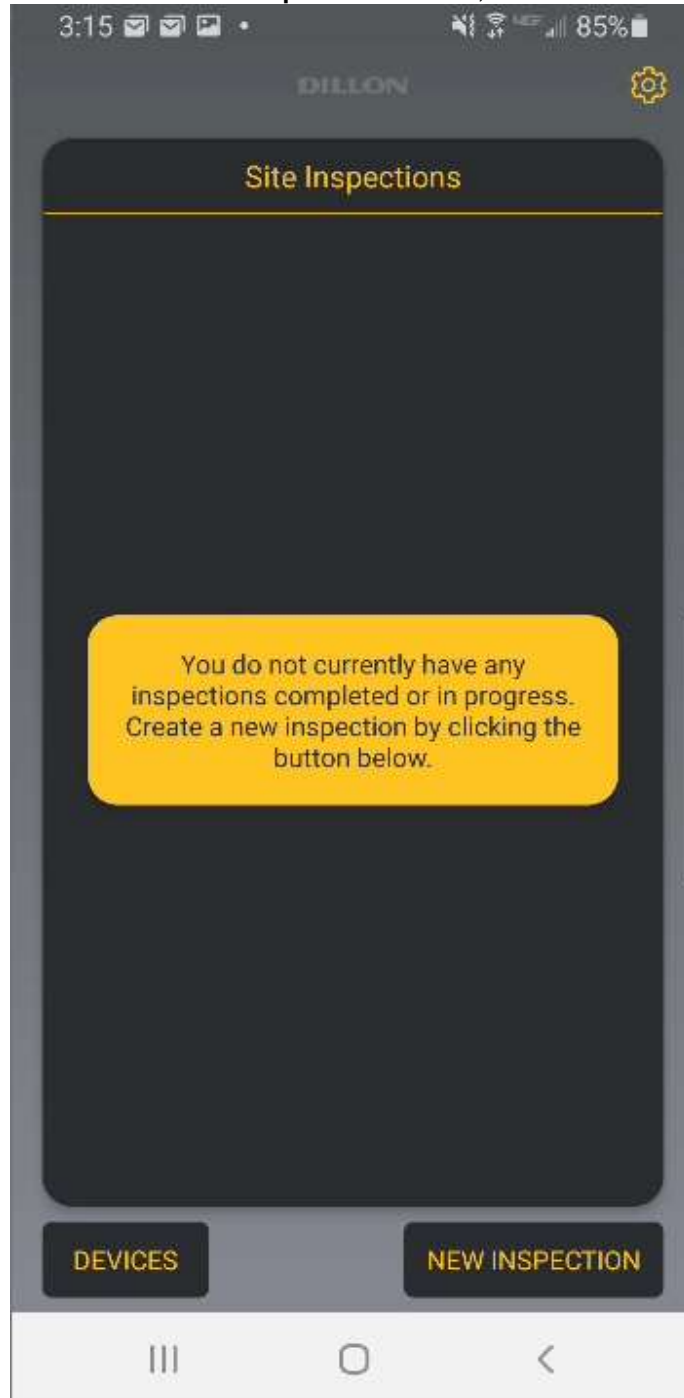 3:15
85%
DILLON
Site Inspections
You do not currently have any
inspections completed or in progress.
Create a new inspection by clicking the
button below.
DEVICES
NEW INSPECTION